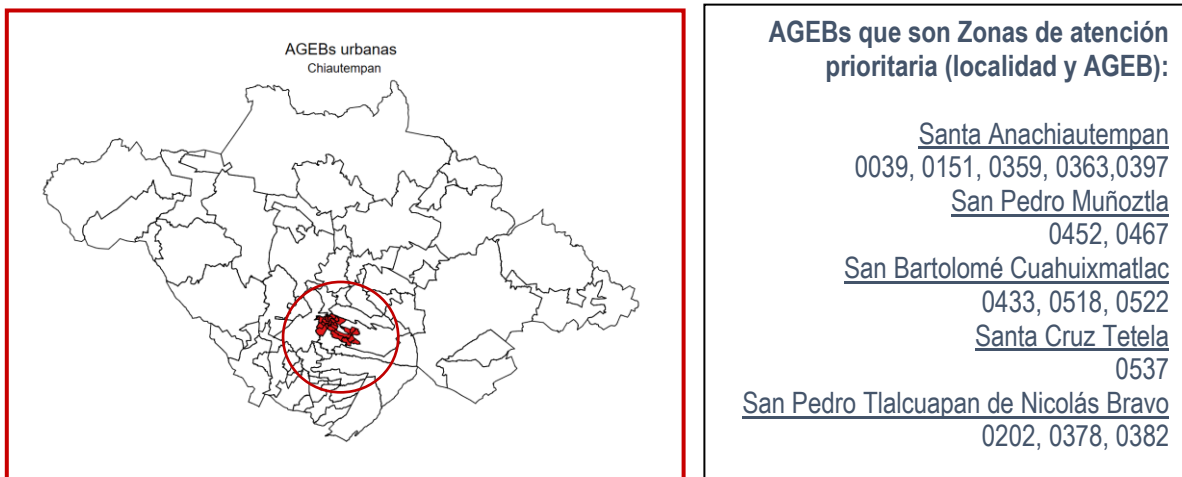 AGEBs urbanas
Chiautempan
AGEBs que son Zonas de atención
prioritaria (localidad y AGEB):
Santa Anachiautempan
0039, 0151, 0359, 0363,0397
San Pedro Muñoztla
0452, 0467
San Bartolomé Cuahuixmatlac
0433, 0518, 0522
Santa Cruz Tetela
0537
San Pedro Tlalcuapan de Nicolás Bravo
0202, 0378, 0382